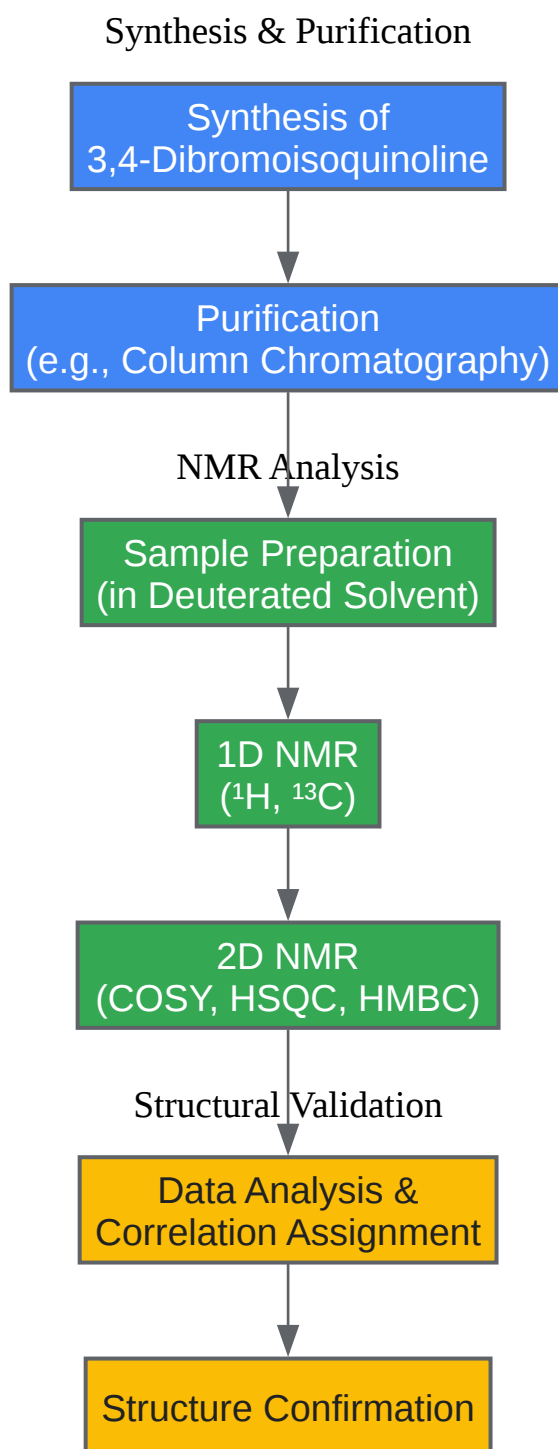 Synthesis & Purification
Synthesis of
3,4-Dibromoisoquinoline
Purification
(e.g., Column Chromatography)
NMR Analysis
Sample Preparation
(in Deuterated Solvent)
1D NMR
(¹H, ¹³C)
2D NMR
(COSY, HSQC, HMBC)
Structural Validation
Data Analysis &
Correlation Assignment
Structure Confirmation